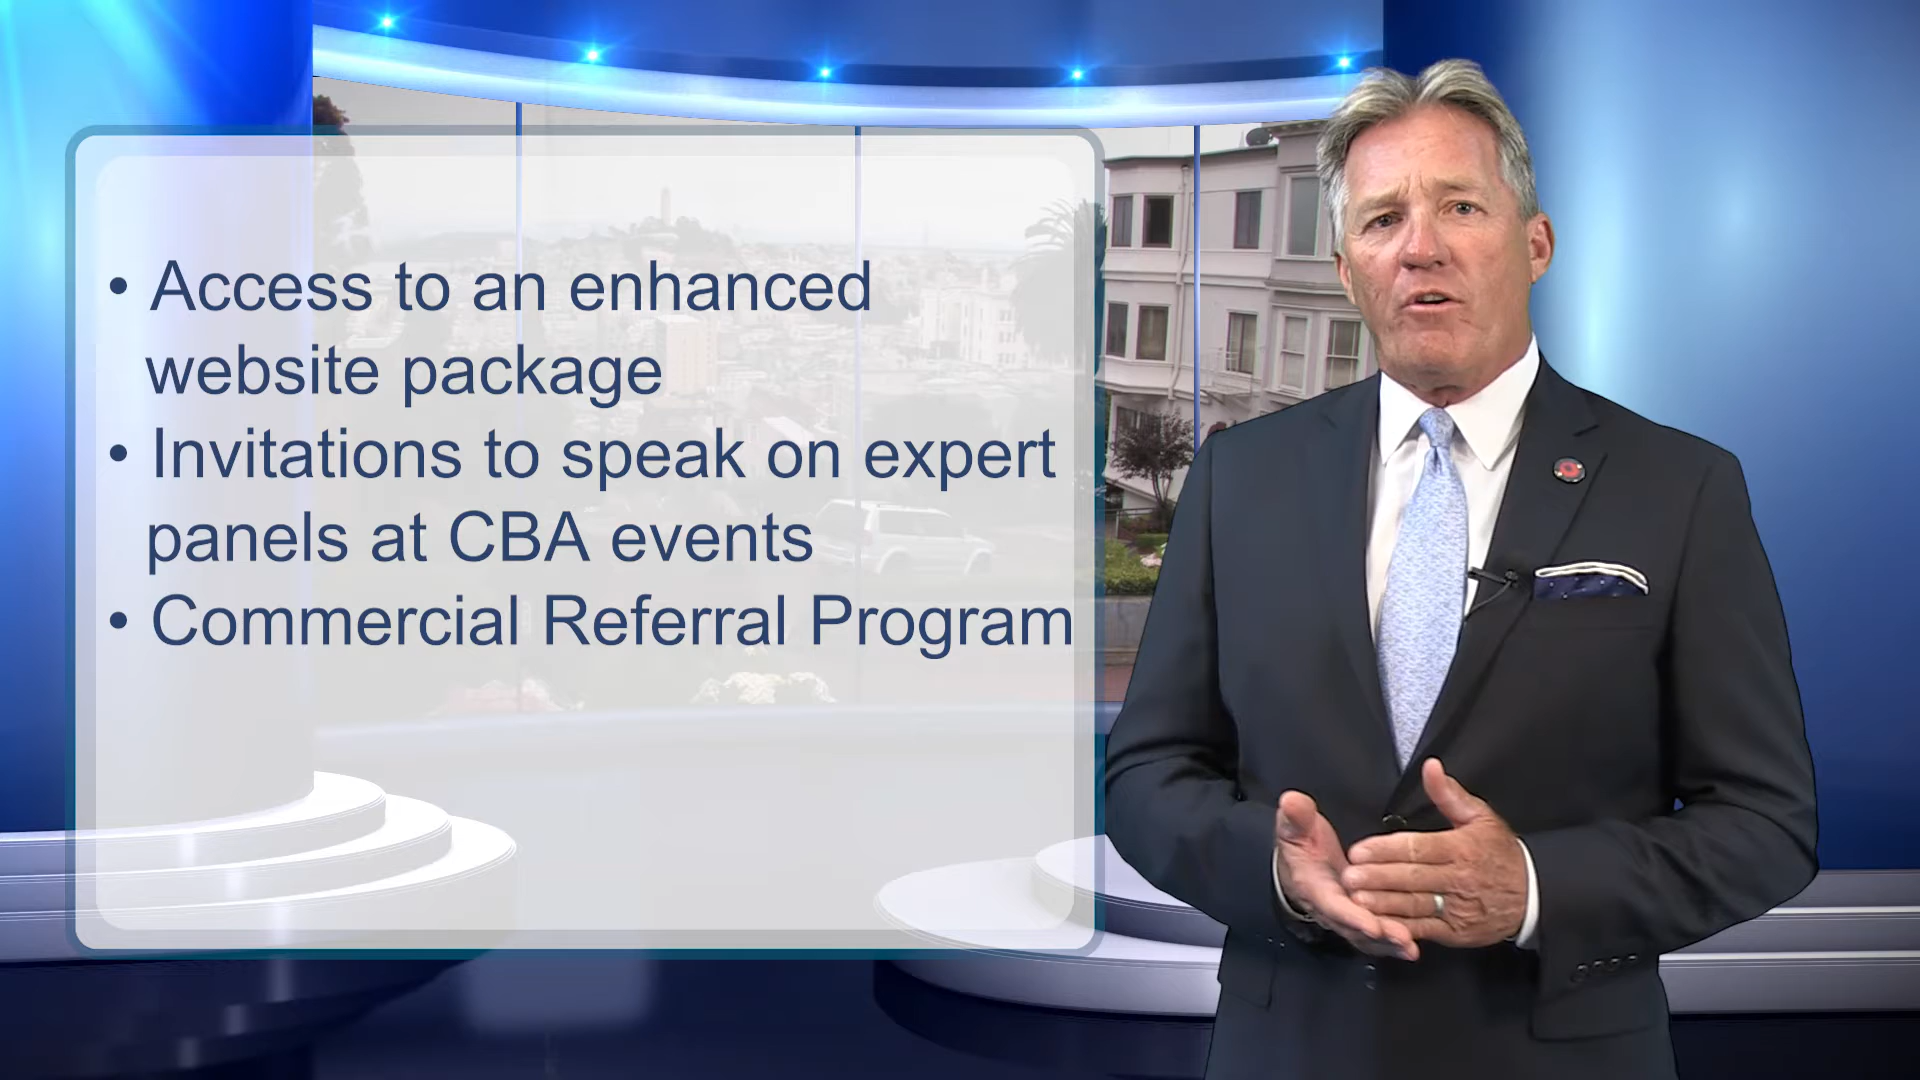 • Access to an enhanced
website package
• Invitations to speak on expert
panels at CBA events
• Commercial Referral Program